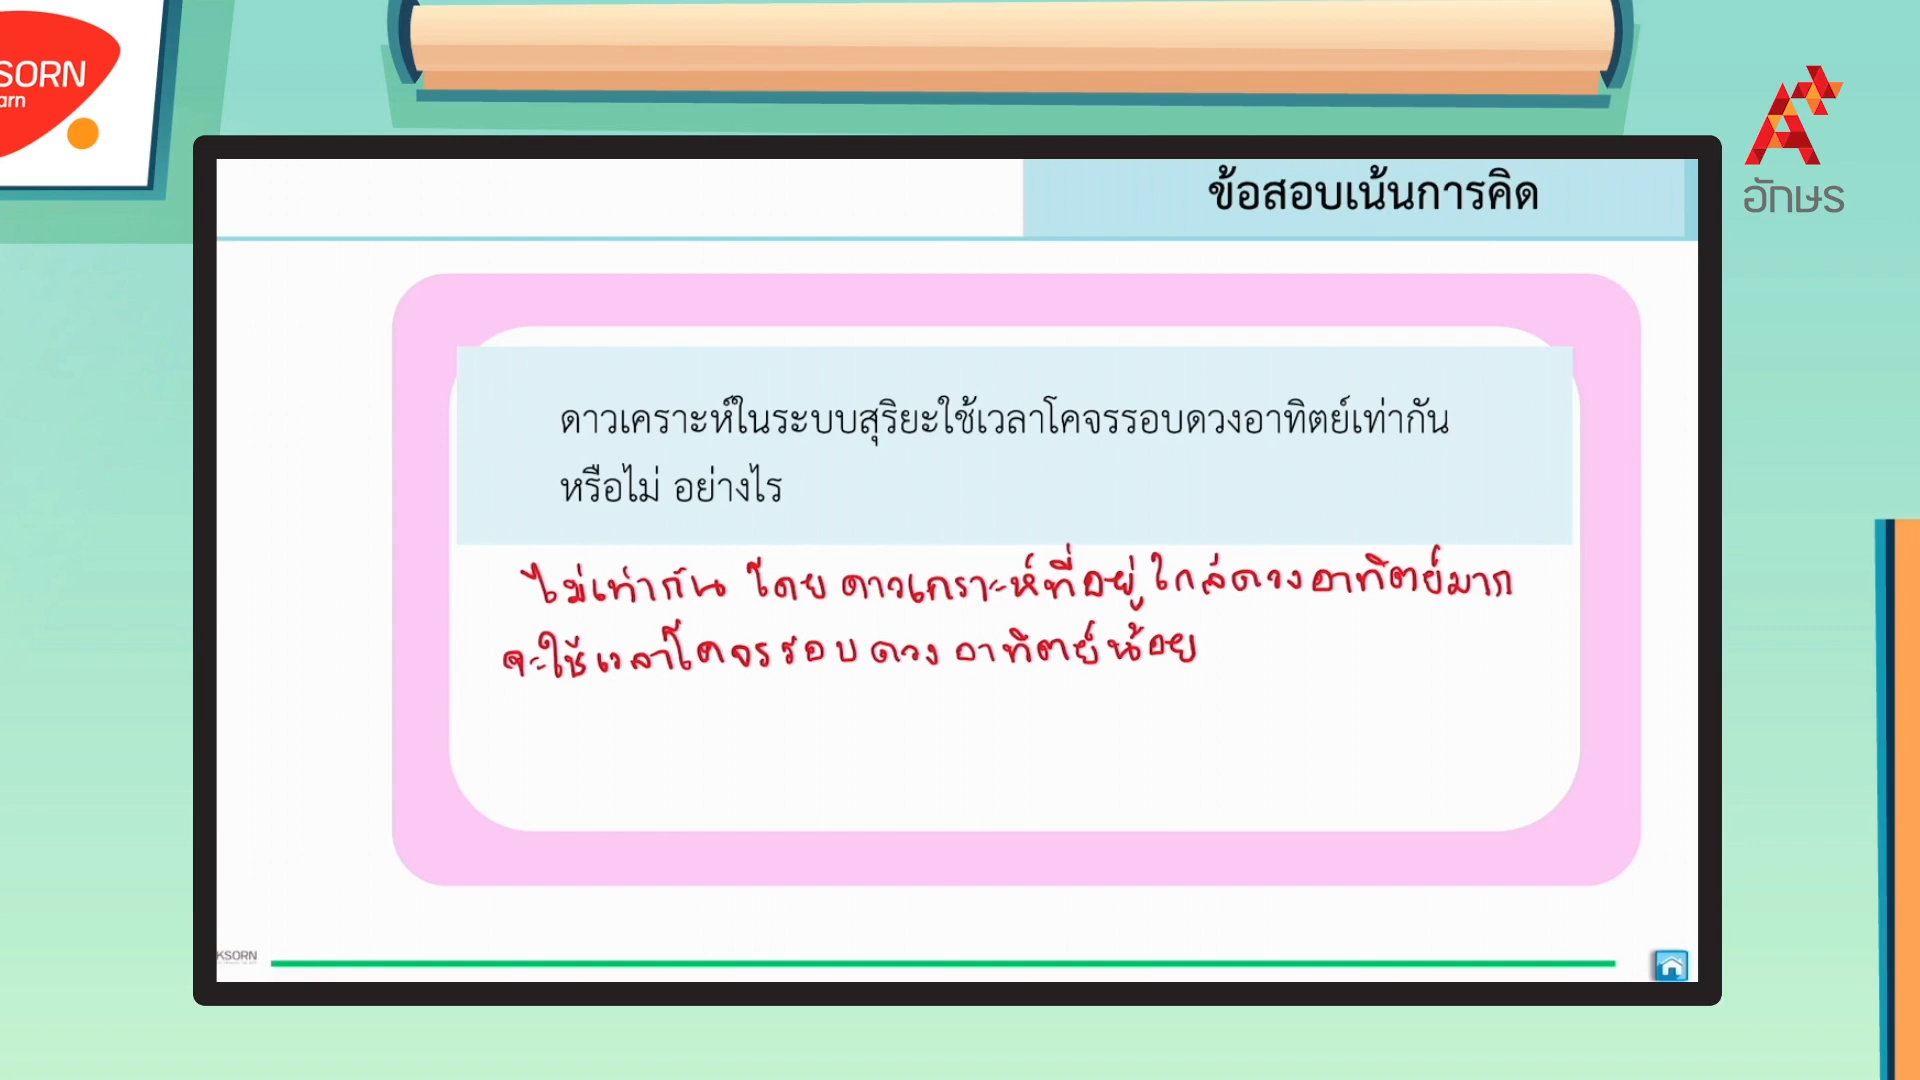 SORN
arn
อักษร
ข้อสอบเน้นการคิด
ดาวเคราะห์ในระบบสุริยะใช้เวลาโคจรรอบดวงอาทิตย์เท่ากัน
หรือไม่ อย่างไร
ไม่เท่ากัน โดย ดาวเคราะห์ที่อยู่ใกล้ดวงอาทิตย์มาก
จะใช้เวลาโคจรรอบดวงอาทิตย์น้อย
KSORN